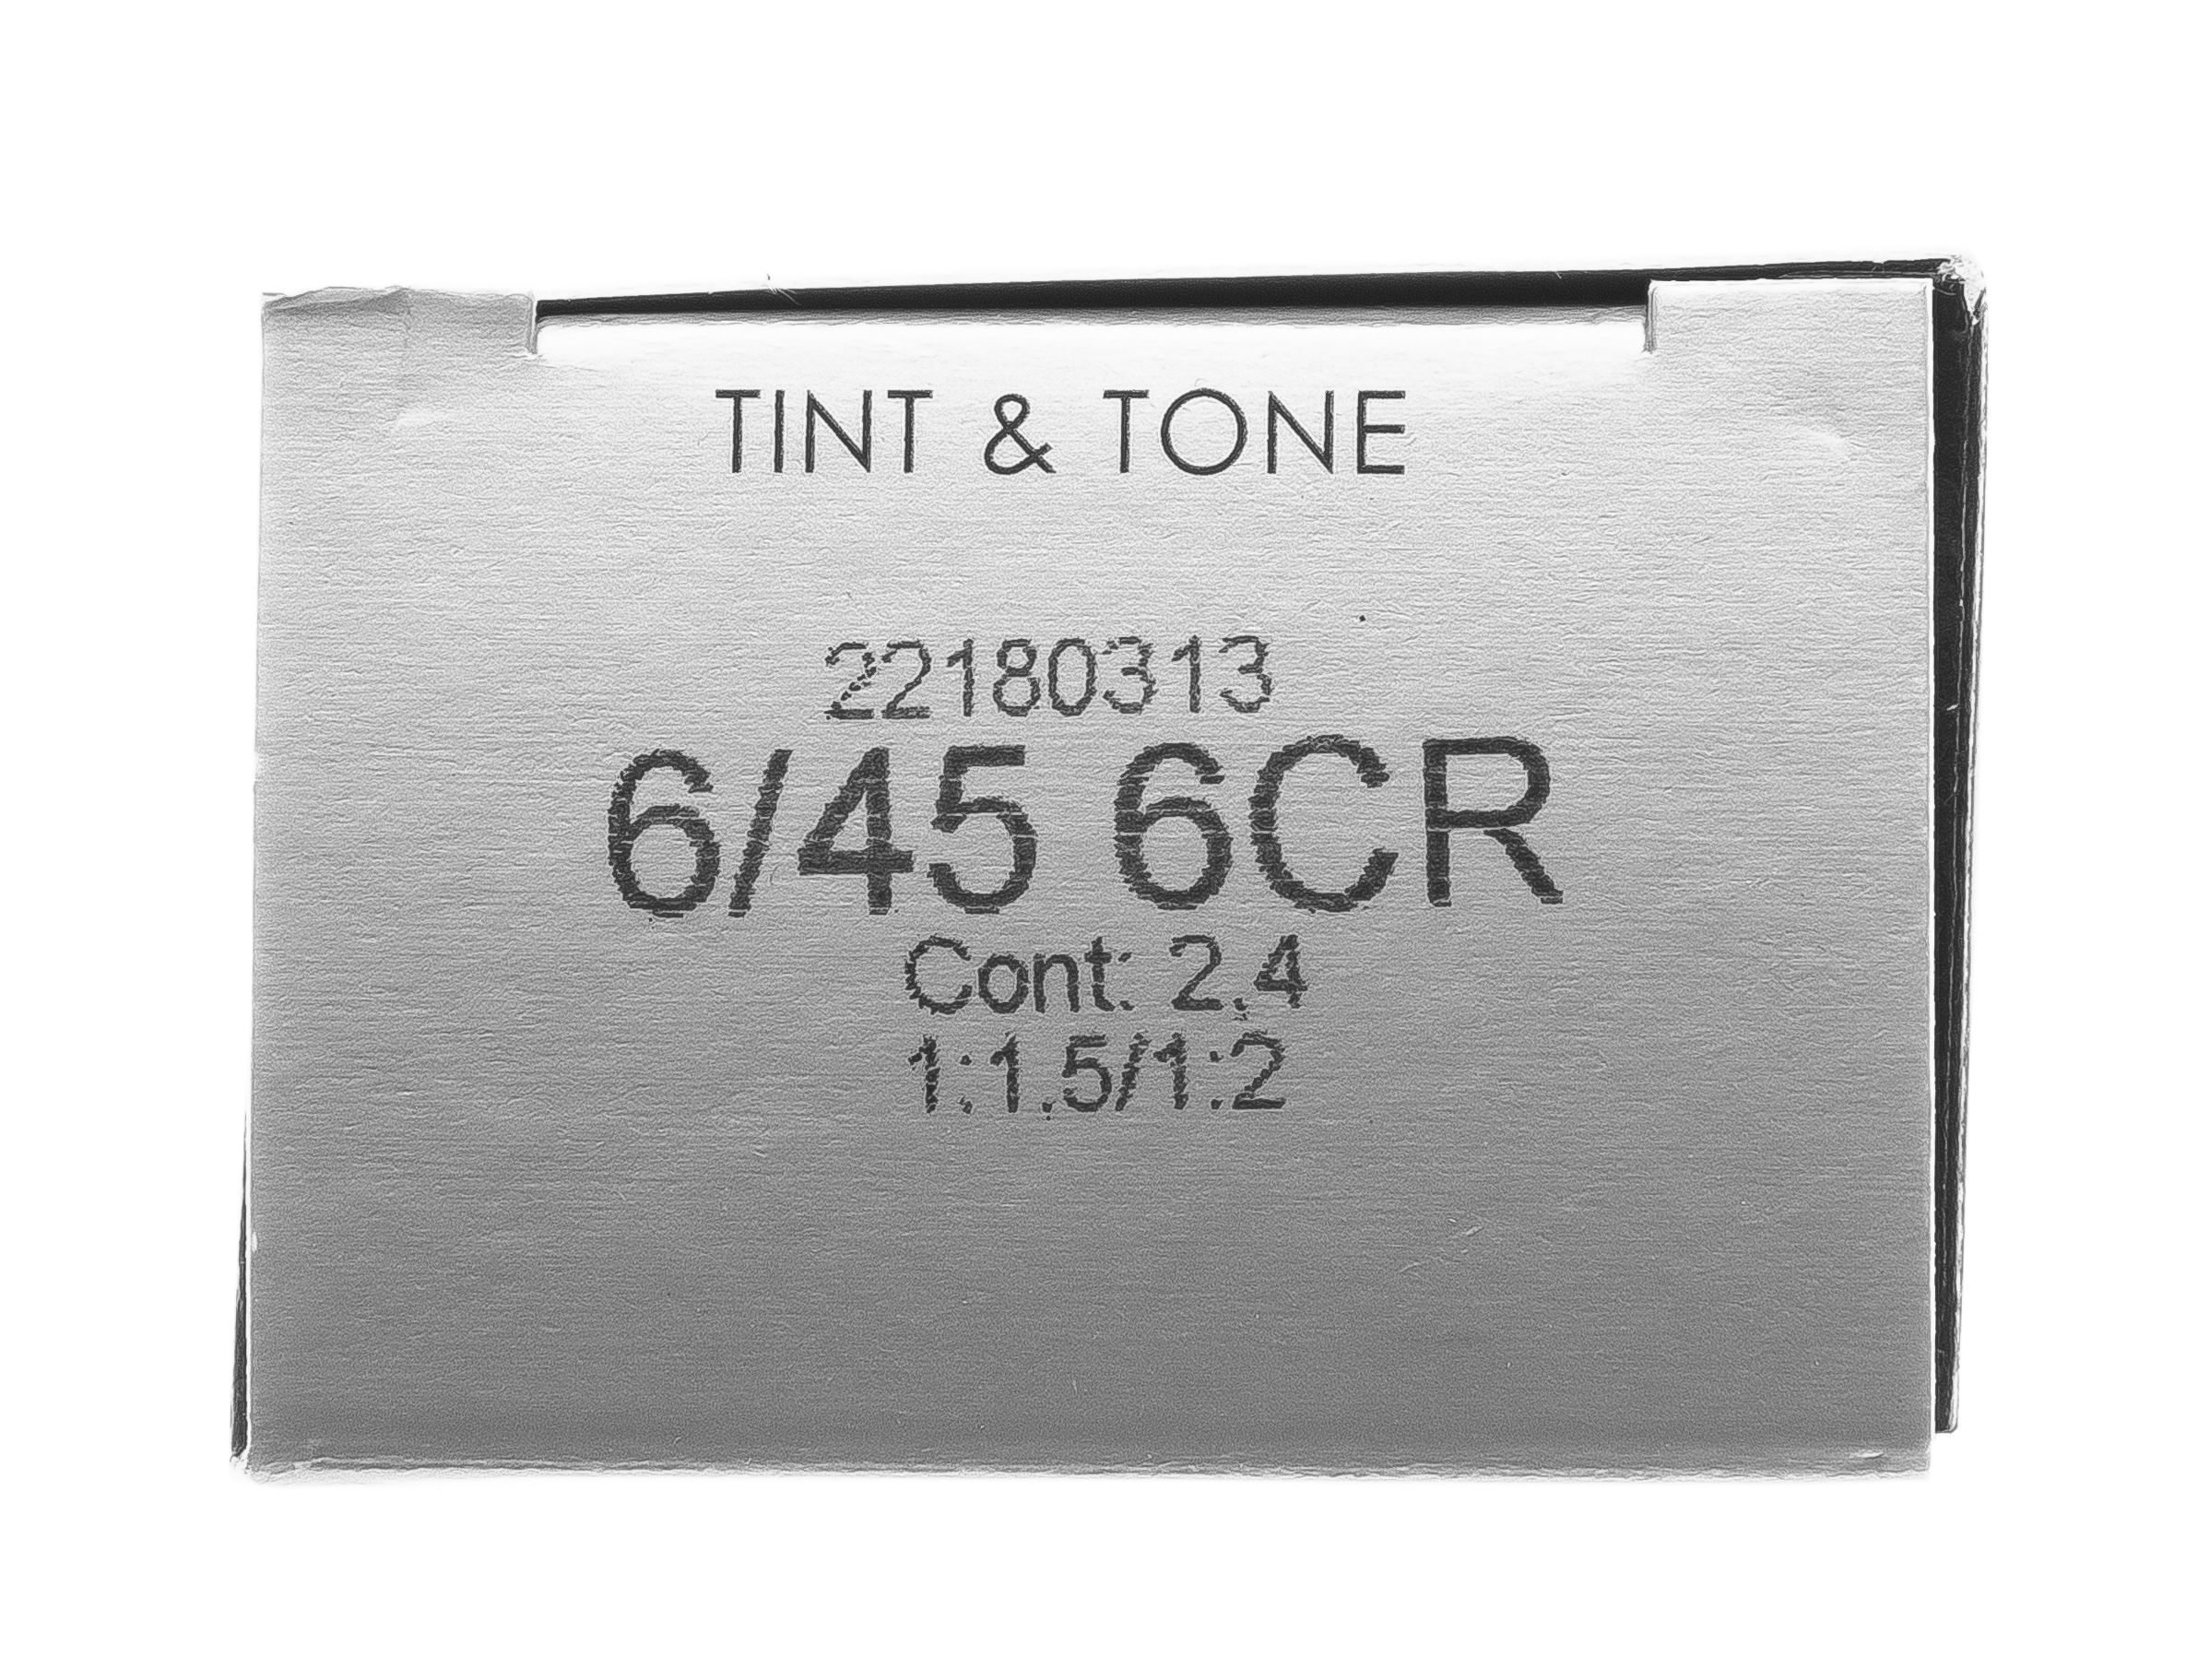 TINT & TONE
22180313
6/45 6CR
Cont: 2.4
1:1.5/1:2